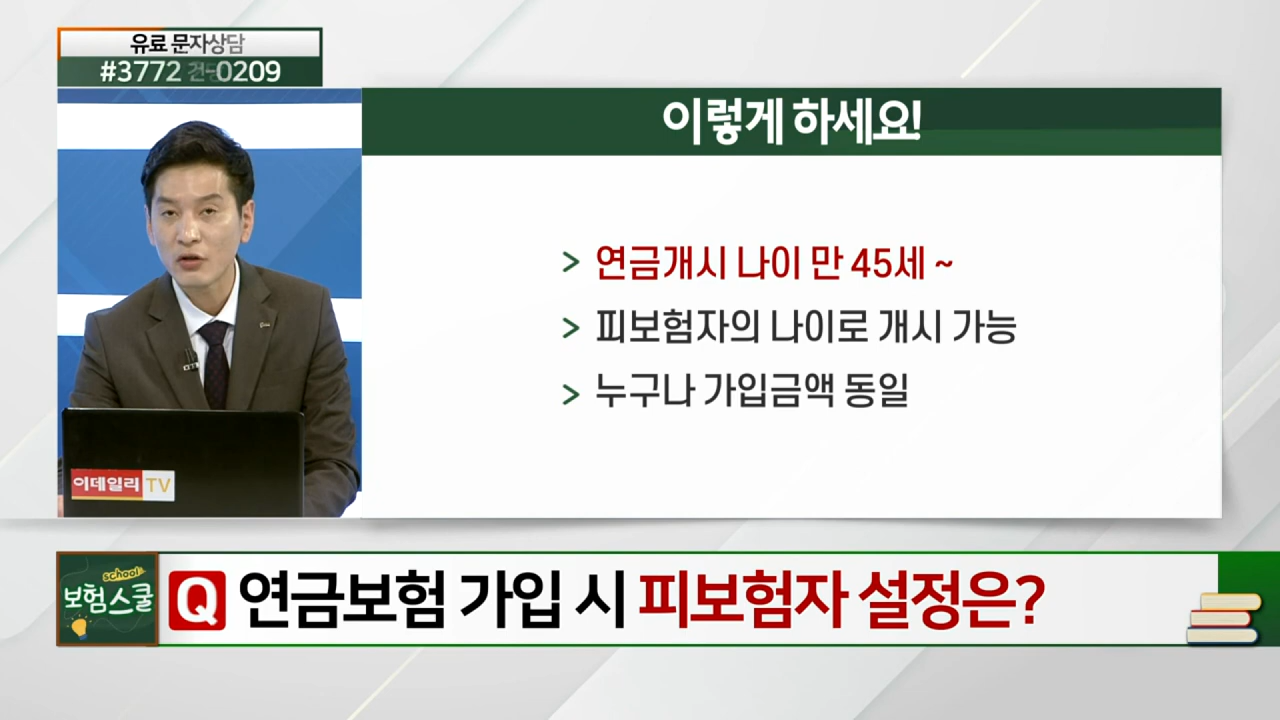 유료 문자상담
#3772 0209
이렇게 하세요!
> 연금개시 나이 만 45세 ~
> 피보험자의 나이로 개시 가능
> 누구나 가입금액 동일
이데일리 TV
school
보험스쿨
Q 연금보험 가입 시 피보험자 설정은?